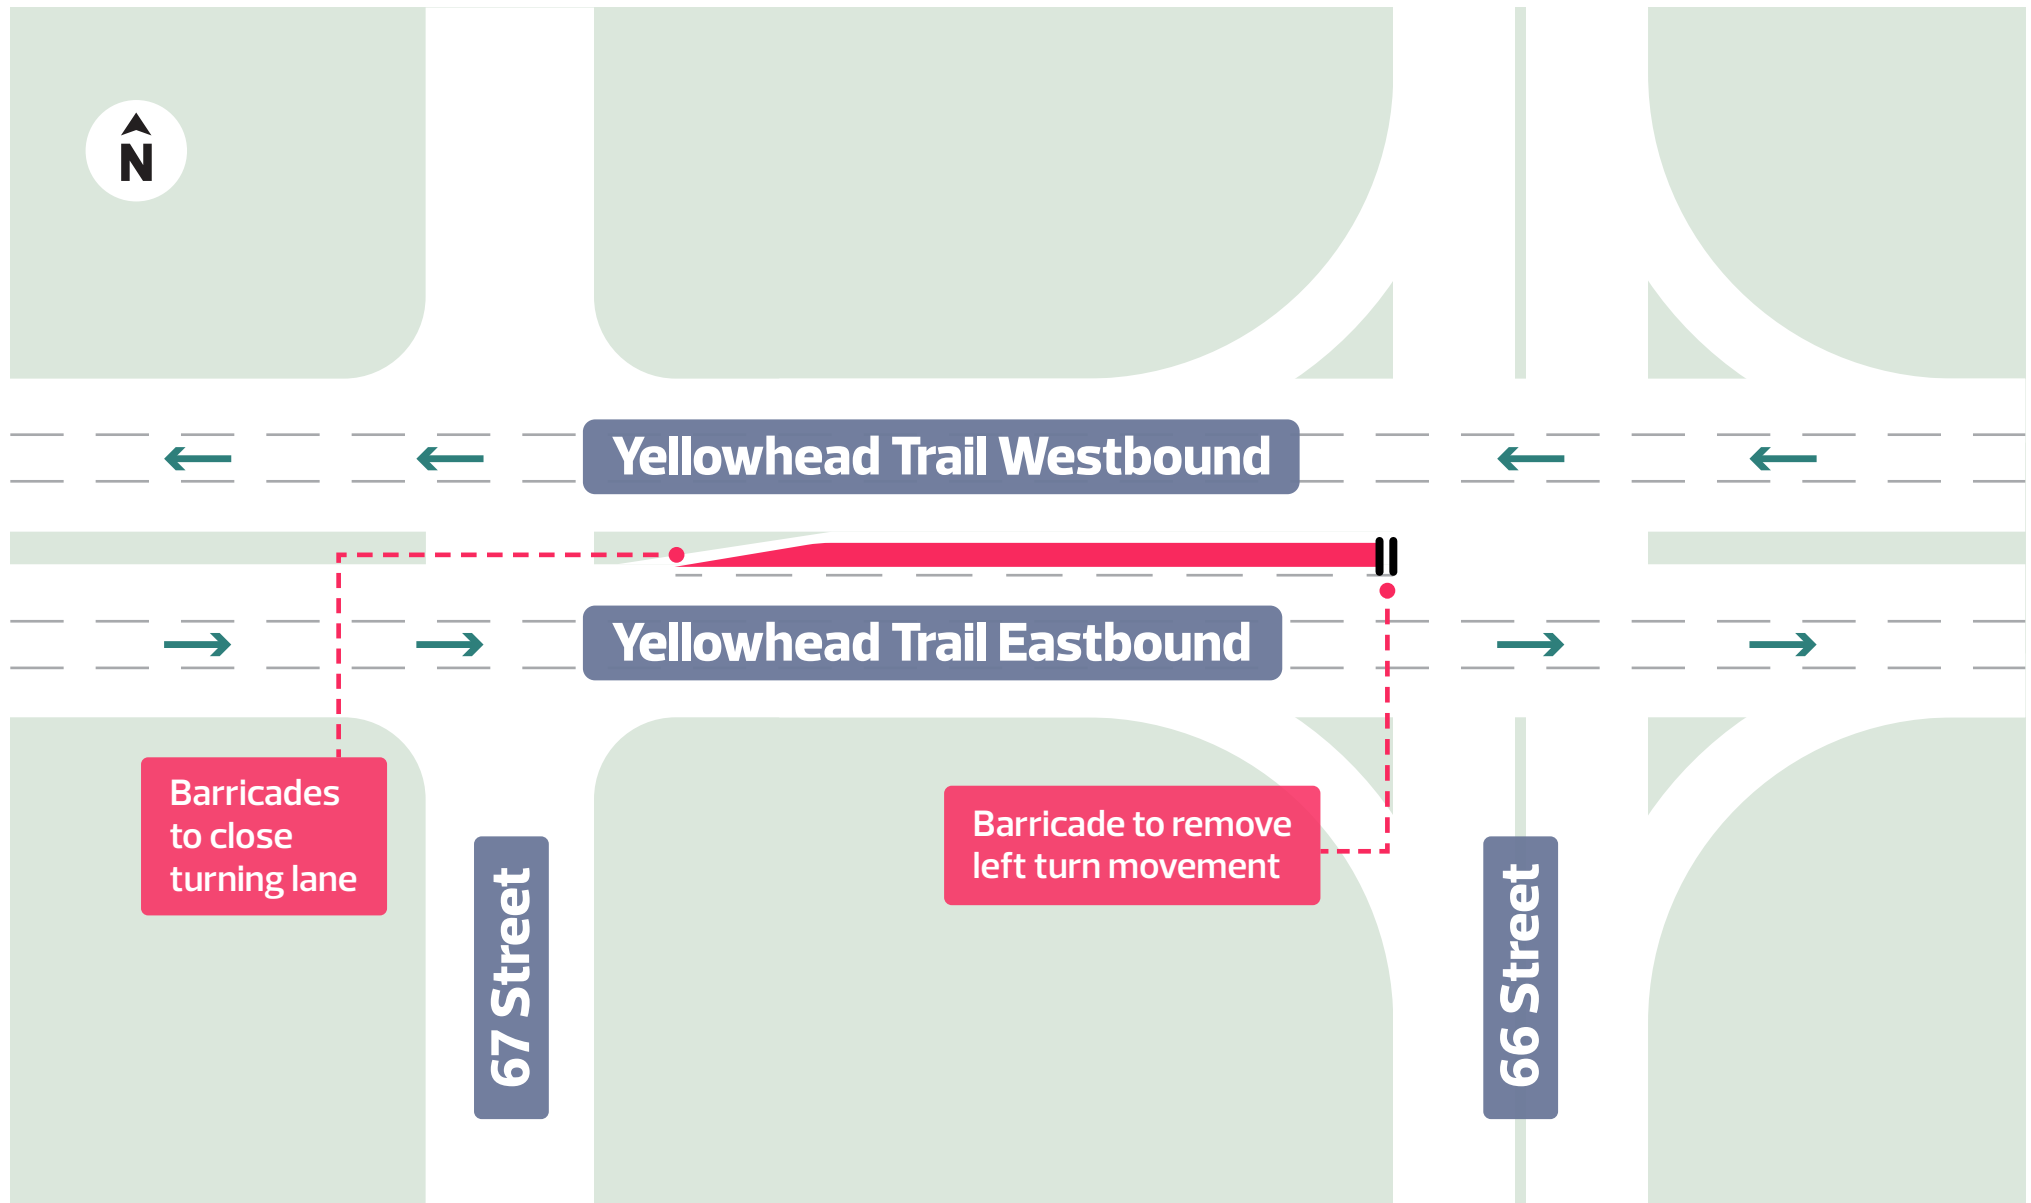 N
Yellowhead Trail Westbound
Yellowhead Trail Eastbound
Barricades
to close
turning lane
Barricade to remove
left turn movement
67 Street
66 Street